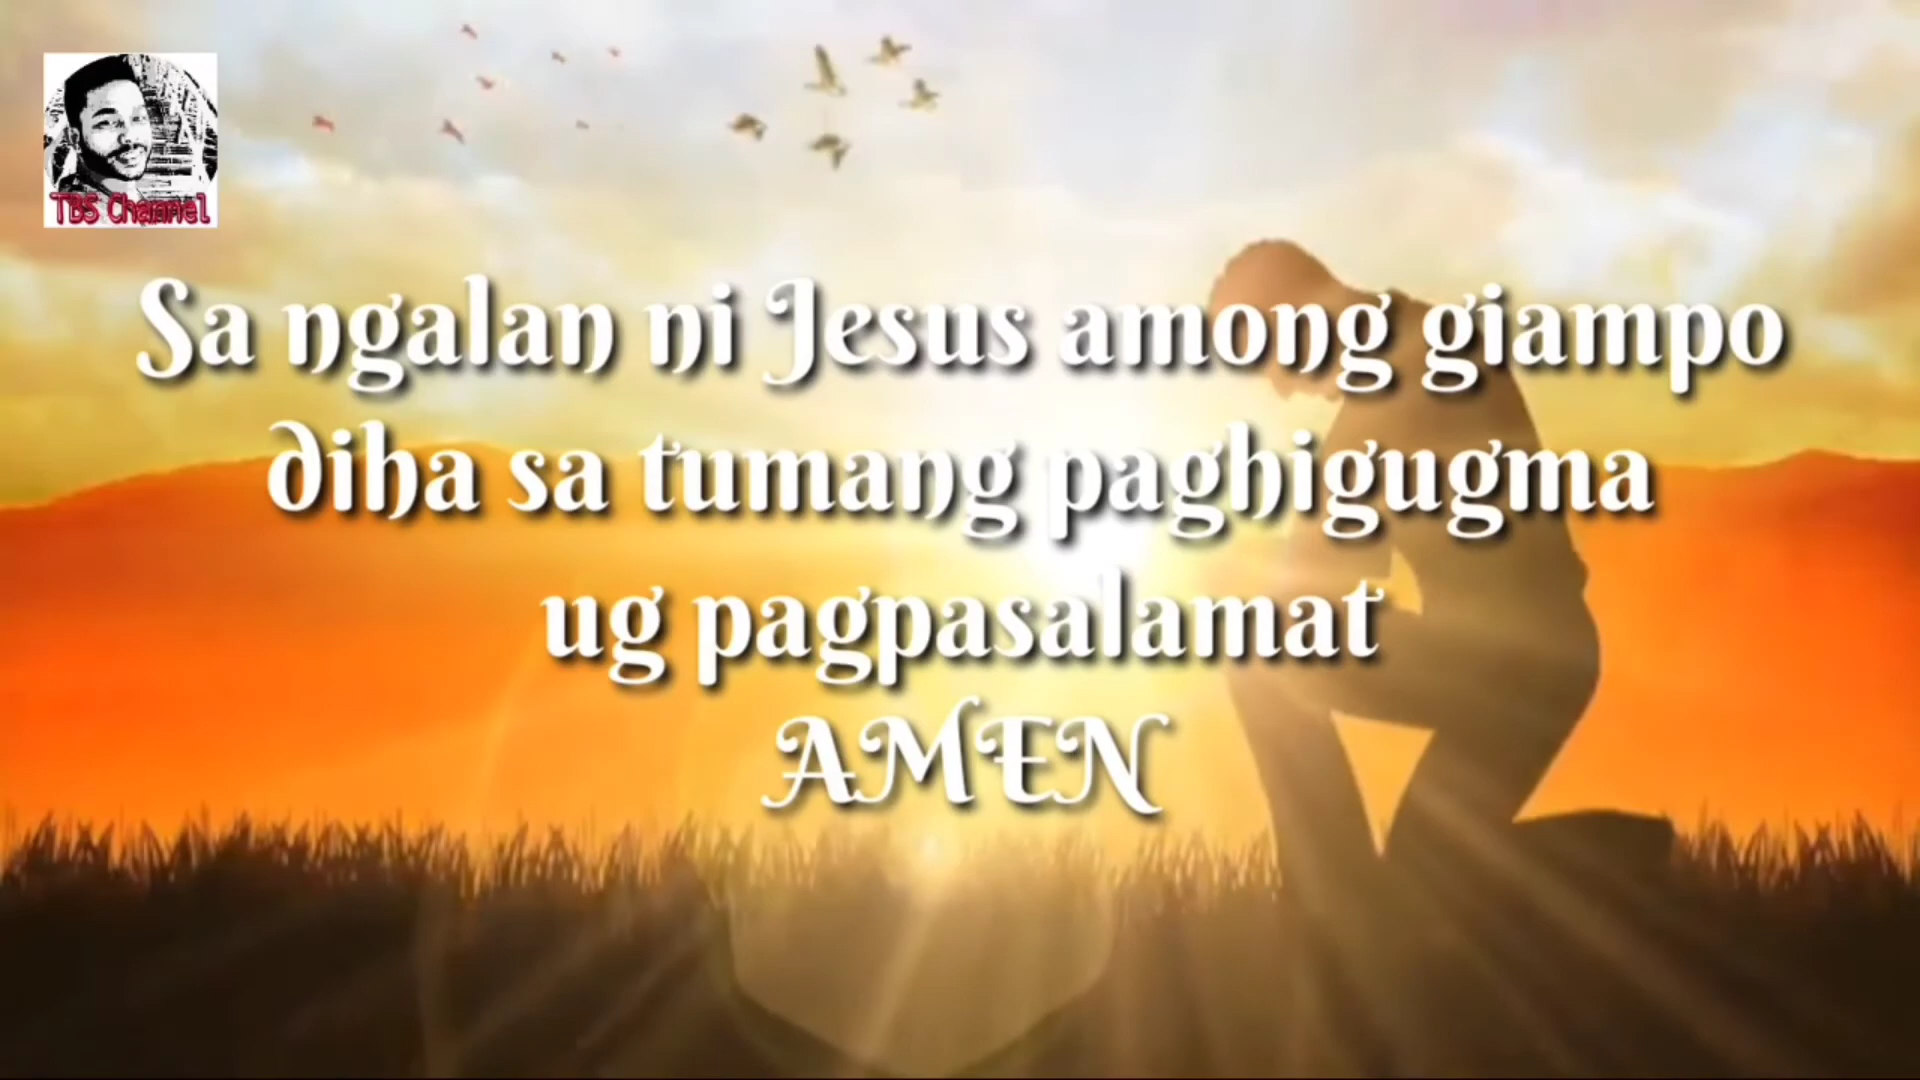 TBS Channel
Sa ngalan ni Jesus among giampo
diha sa tumang paghigugma
ug pagpasalamat
AMEN